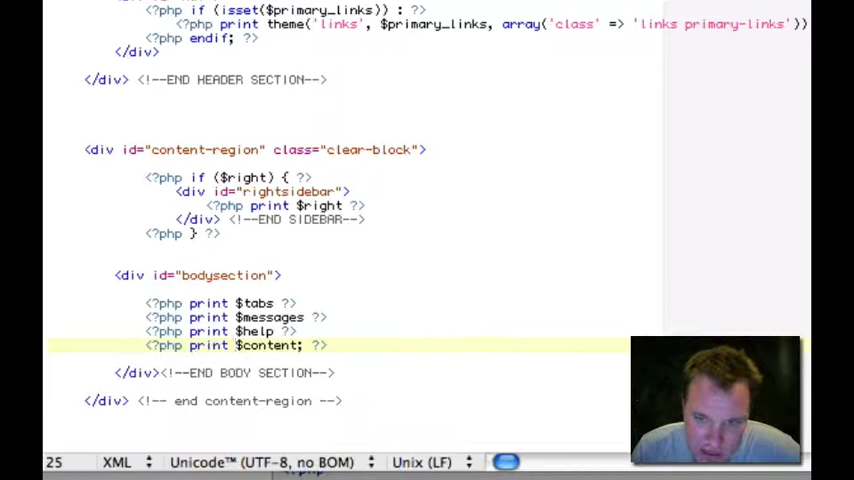 <?php if (isset($primary_links)) : ?>
<?php print theme('links', $primary_links, array('class' => 'links primary-links'))
<?php endif; ?>
</div>
</div> <!--END HEADER SECTION-->
<div id="content-region" class="clear-block">
<?php if ($right) { ?>
<div id="rightsidebar">
<?php print $right ?>
</div> <!--END SIDEBAR-->
<?php } ?>
<div id="bodysection">
<?php print $tabs ?>
<?php print $messages ?>
<?php print $help ?>
<?php print $content; ?>
</div><!--END BODY SECTION-->
</div> <!-- end content-region -->
25 XML Unicode™ (UTF-8, no BOM) Unix (LF)